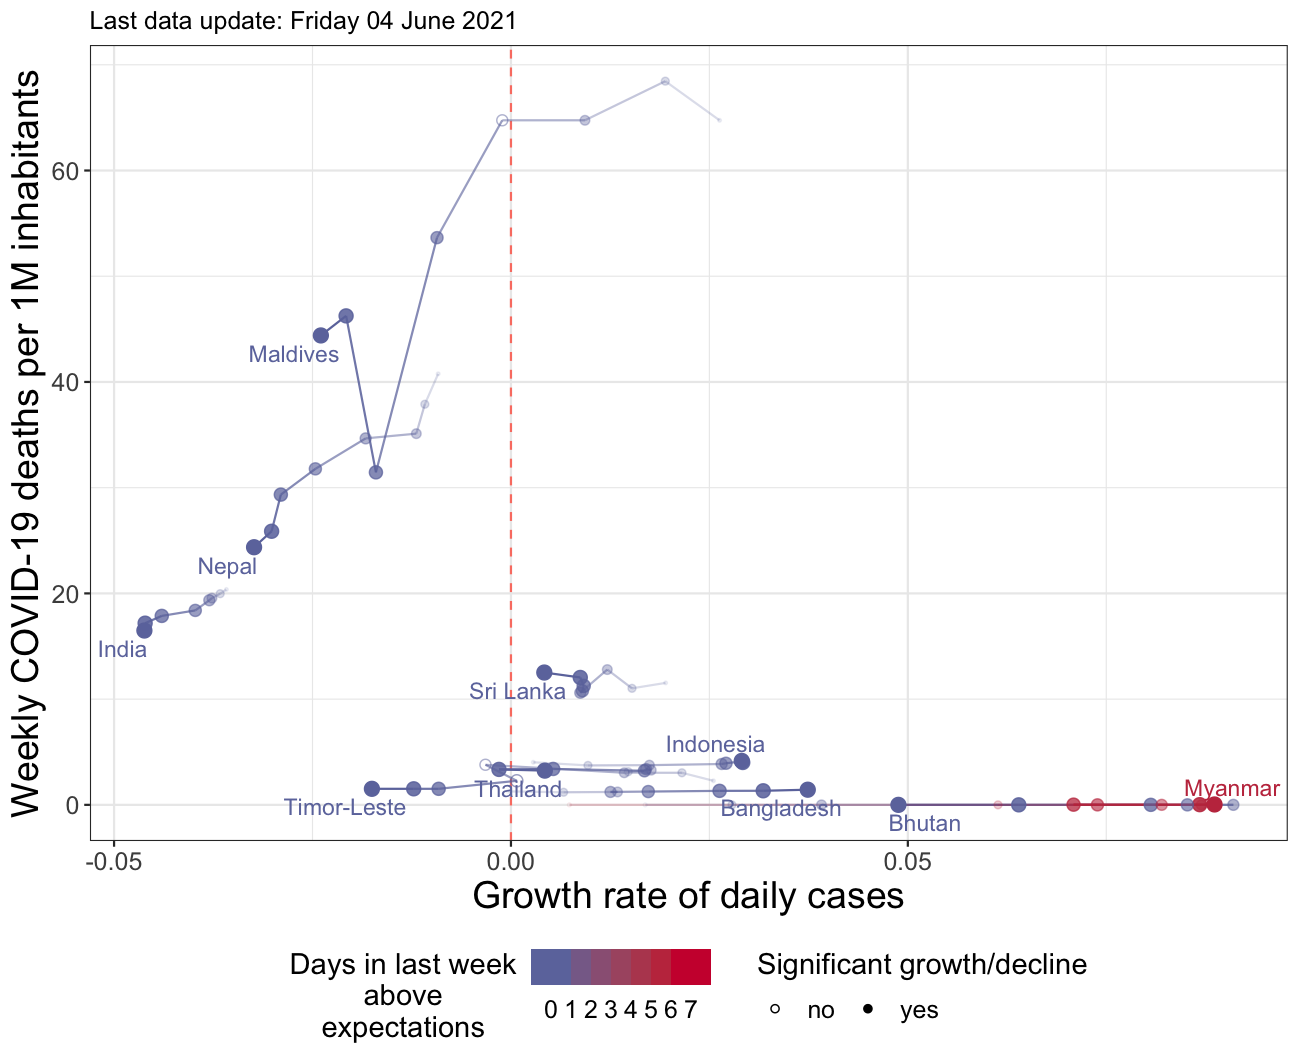 Last data update: Friday 04 June 2021
Weekly COVID-19 deaths per 1M inhabitants
60
40
20
0
Maldives
Nepal
India
Sri Lanka
Indonesia
Thailand
Timor-Leste
Bangladesh
Myanmar
Bhutan
-0.05
0.00
0.05
Growth rate of daily cases
Days in last week
above
expectations
0 1 2 3 4 5 6 7
Significant growth/decline
no
yes